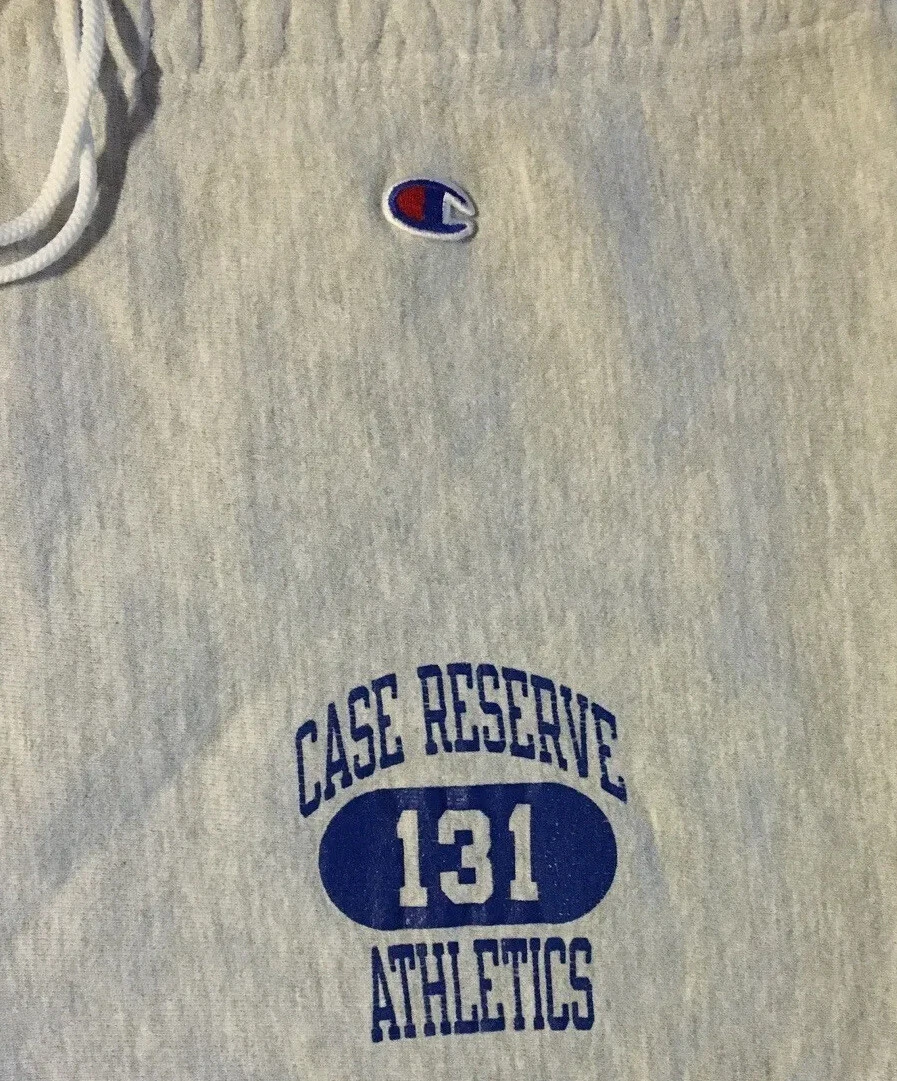 CASE RESERVE
131
ATHLETICS